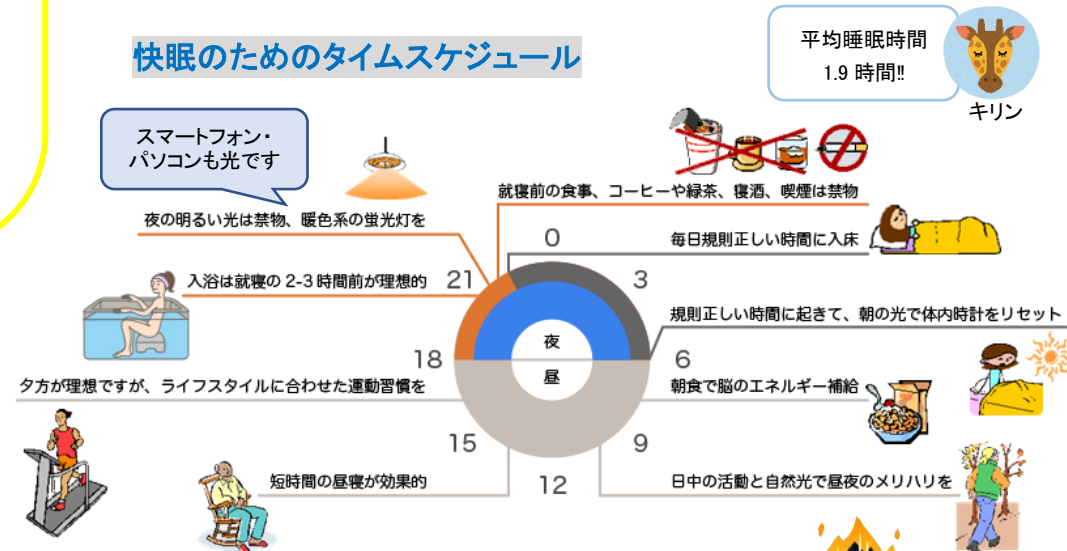 快眠のためのタイムスケジュール
平均睡眠時間
1.9 時間!!
キリン
スマートフォン・
パソコンも光です
就寝前の食事、コーヒーや緑茶、寝酒、喫煙は禁物
夜の明るい光は禁物、暖色系の蛍光灯を
0
毎日規則正しい時間に入床
入浴は就寝の 2-3 時間前が理想的
21
3
規則正しい時間に起きて、朝の光で体内時計をリセット
夜
18
6
昼
夕方が理想ですが、ライフスタイルに合わせた運動習慣を
朝食で脳のエネルギー補給
15
9
短時間の昼寝が効果的
12
日中の活動と自然光で昼夜のメリハリを